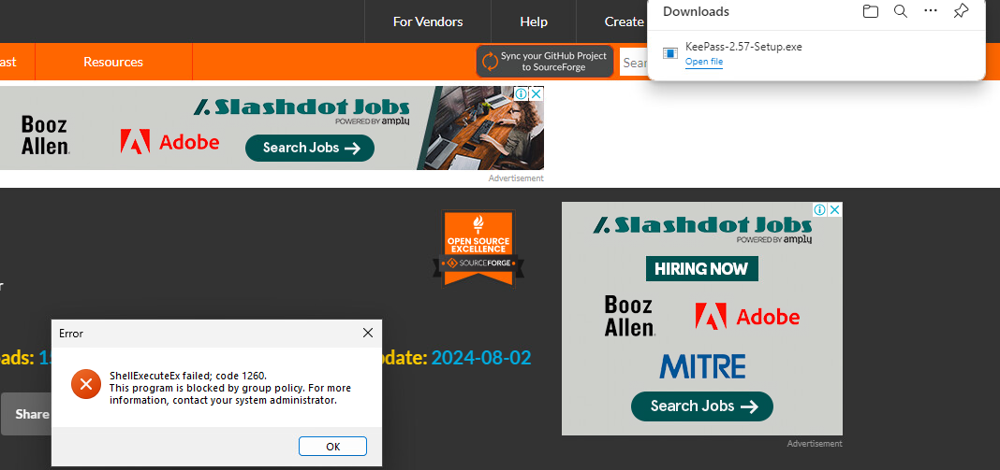 For Vendors
Help
Create
Downloads
KeePass-2.57-Setup.exe
Open file
ast
Resources
Sync your GitHub Project
to SourceForge
Sear
Booz
Allen.
Adobe
Slashdot Jobs
POWERED BY amply
Search Jobs →
Advertisement
OPEN SOURCE
EXCELLENCE
SOURCEFORGE
Slashdot Jobs
POWERED BY amply
HIRING NOW
Booz
Allen.
Adobe
MITRE
Search Jobs →
Advertisement
r
oads: 15
pdate: 2024-08-02
Share
Error
ShellExecuteEx failed; code 1260.
This program is blocked by group policy. For more
information, contact your system administrator.
OK